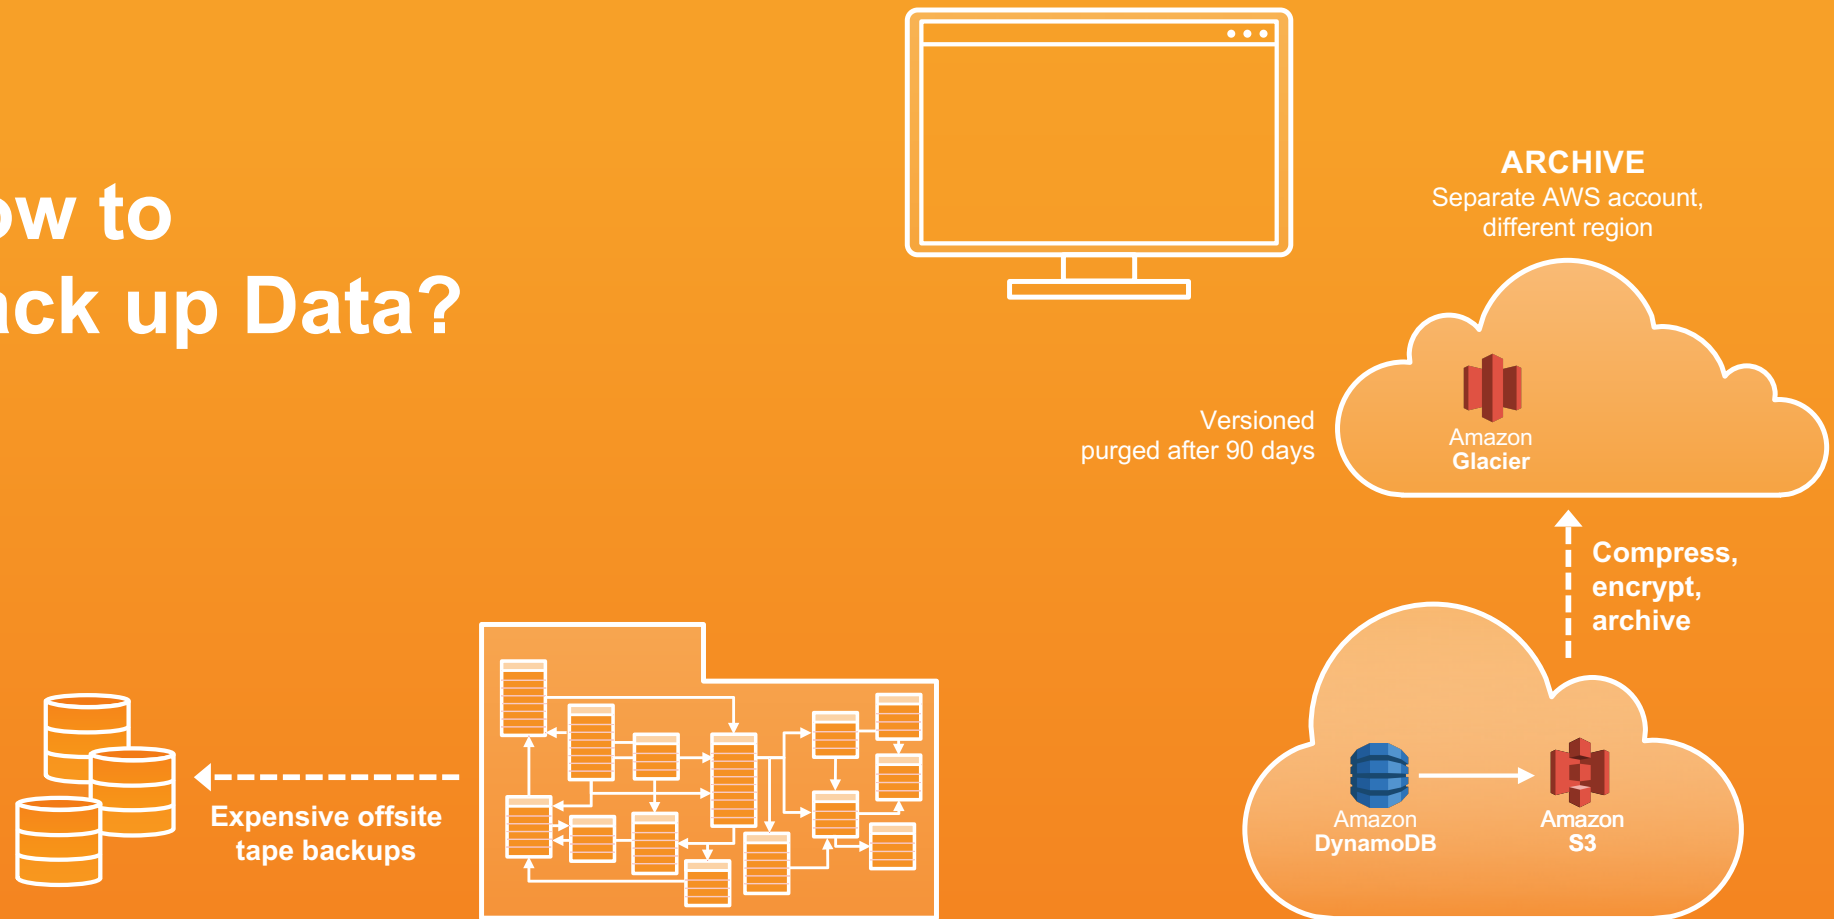 ow to
ack up Data?
ARCHIVE
Separate AWS account,
different region
Versioned
purged after 90 days
Amazon
Glacier
Compress,
encrypt,
archive
Expensive offsite
tape backups
Amazon
DynamoDB
Amazon
S3